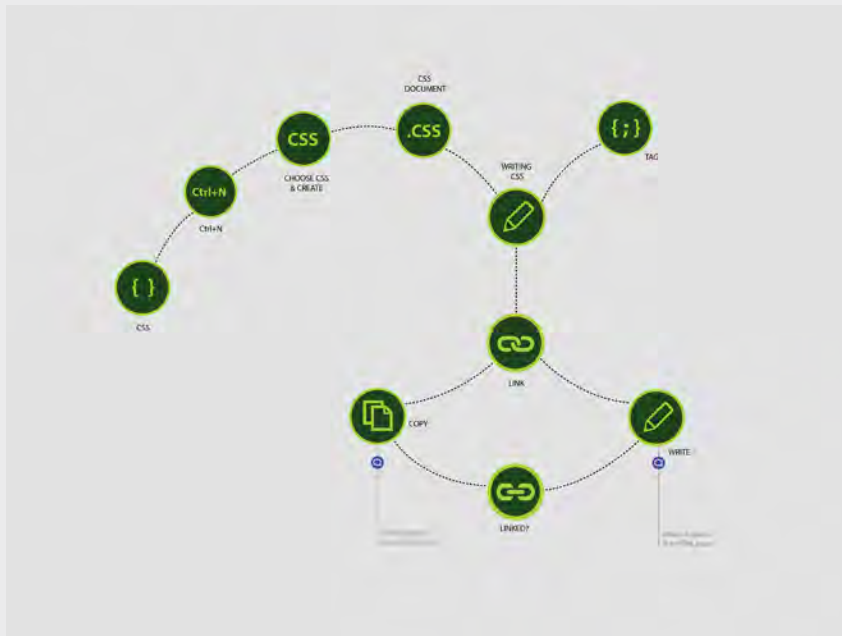 CSS
DOCUMENT
.CSS
{;}
TAG
CSS
CHOOSE CSS
& CREATE
WRITING
CSS
Ctrl+N
Ctrl+N
{ }
CSS
LINK
COPY
WRITE
LINKED?